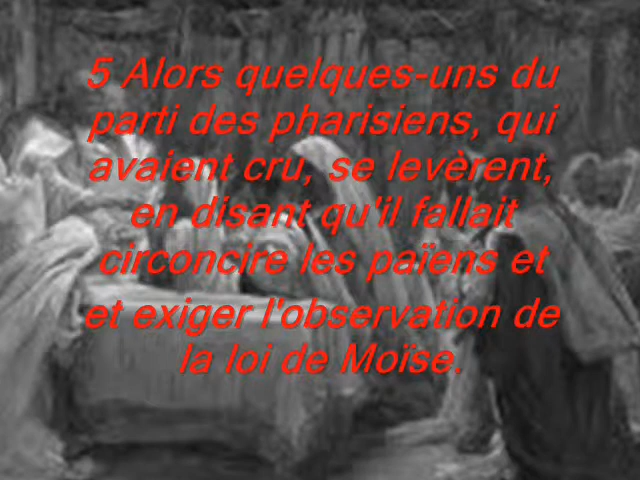 5 Alors quelques-uns du
parti des pharisiens, qui
avaient cru, se levèrent,
en disant qu'il fallait
circoncire les païens et
et exiger l'observation de
la loi de Moïse.